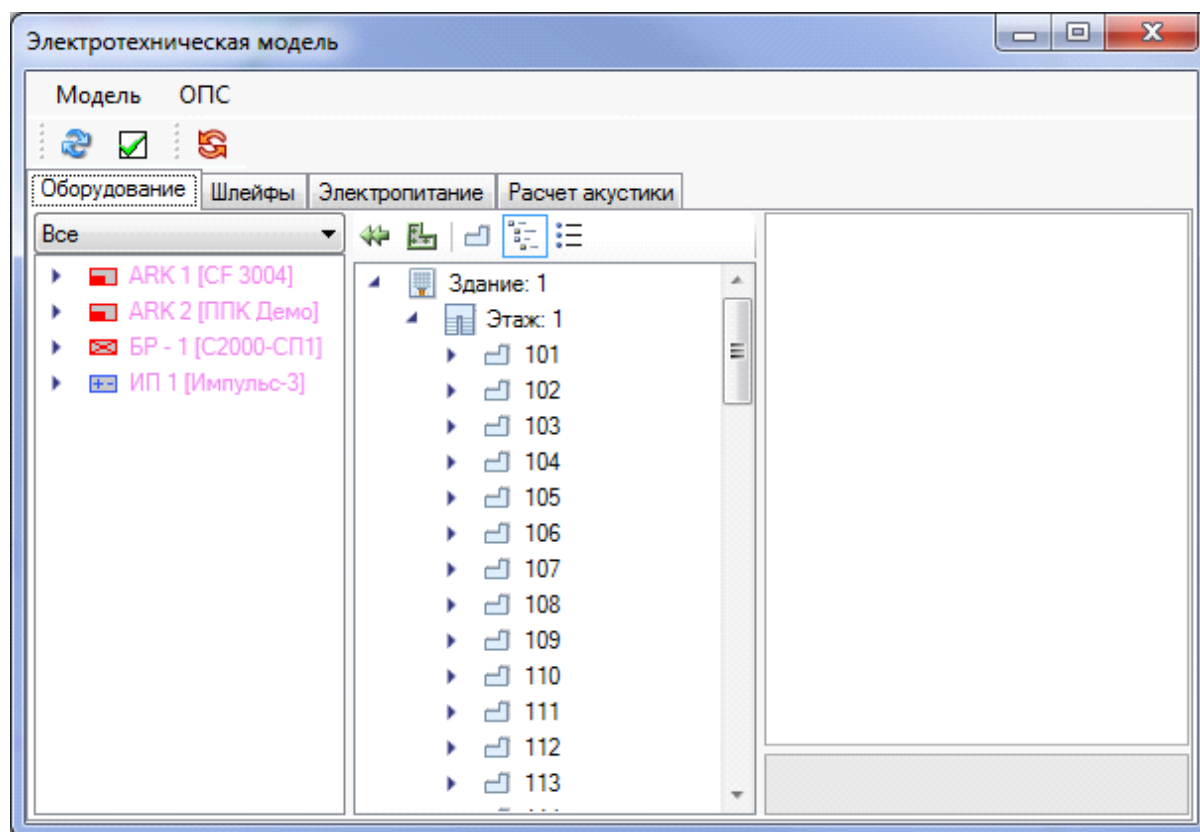 Электротехническая модель
Модель ОПС
Оборудование Шлейфы Электропитание Расчет акустики
Все
ARK 1 [CF 3004]
ARK 2 [ППК Демо]
БР - 1 [С2000-СП1]
ИП 1 [Импульс-3]
Здание: 1
Этаж: 1
101
102
103
104
105
106
107
108
109
110
111
112
113